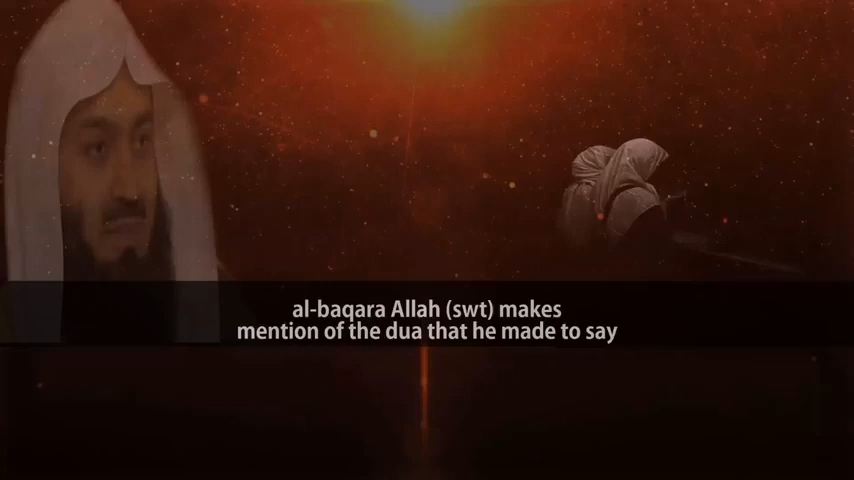 al-baqara Allah (swt) makes
mention of the dua that he made to say